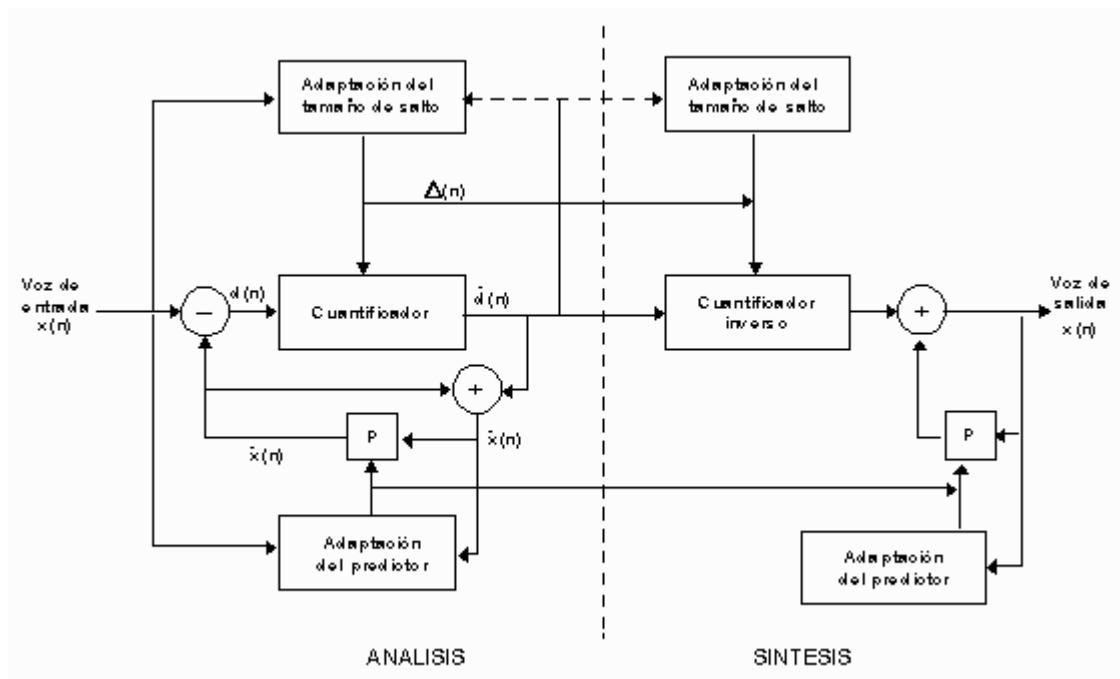 Adaptación del
tamaño de salto
Adaptación del
tamaño de salto
Δ(n)
Voz de
entrada
x(n)
−
d(n)
Cuantificador
d̃(n)
Cuantificador
inverso
+
Voz de
salida
x(n)
+
P
x̃(n)
x̃(n)
P
Adaptación
del predictor
Adaptación
del predictor
ANALISIS
SINTESIS